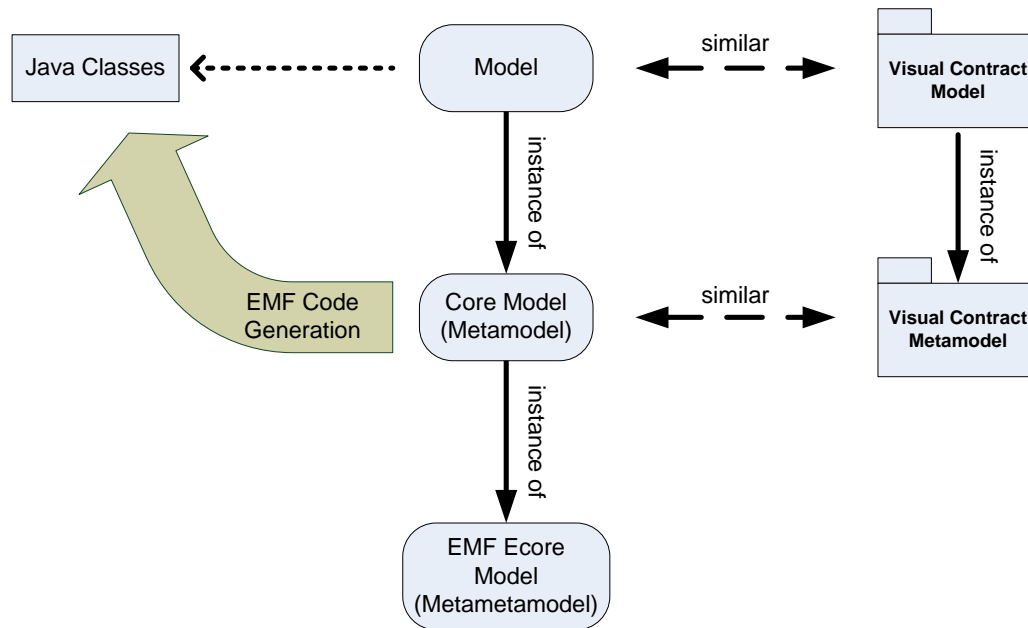 Java Classes
Model
similar
Visual Contract
Model
instance of
instance of
EMF Code
Generation
Core Model
(Metamodel)
similar
Visual Contract
Metamodel
instance of
EMF Ecore
Model
(Metametamodel)